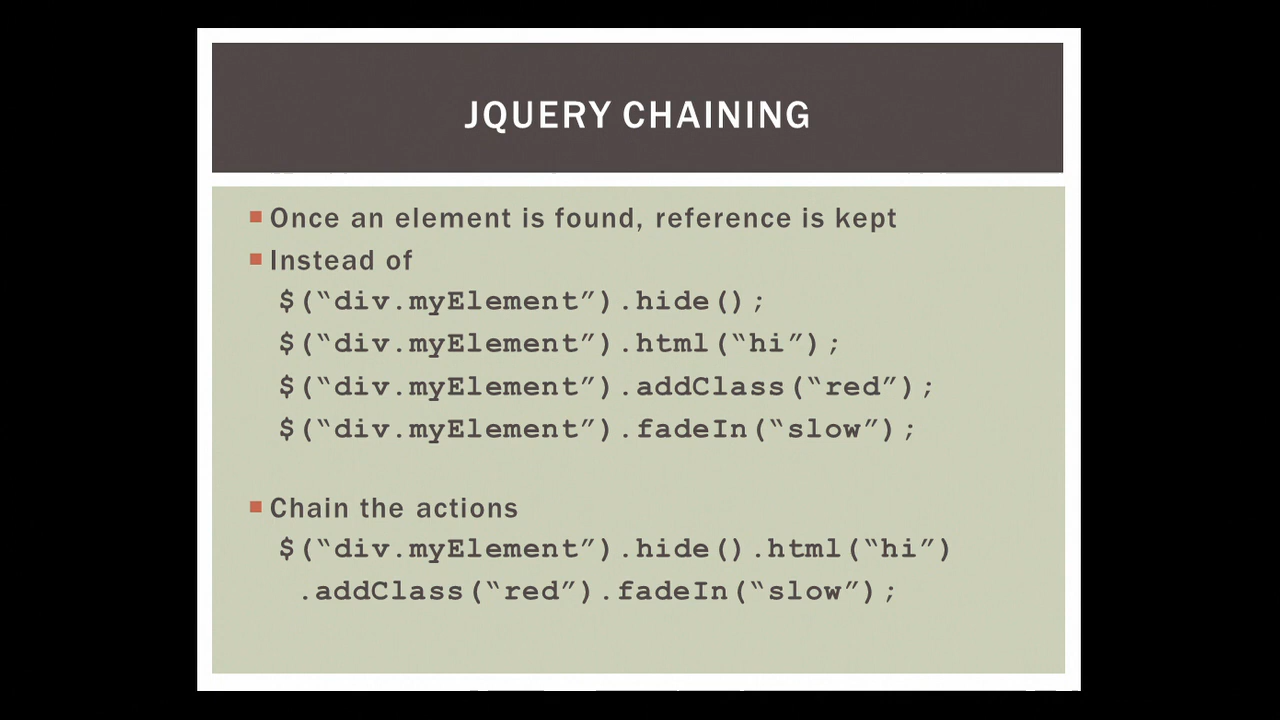 JQUERY CHAINING
Once an element is found, reference is kept
Instead of
$(“div.myElement”).hide();
$(“div.myElement”).html(“hi”);
$(“div.myElement”).addClass(“red”);
$(“div.myElement”).fadeIn(“slow”);
Chain the actions
$(“div.myElement”).hide().html(“hi”)
.addClass(“red”).fadeIn(“slow”);